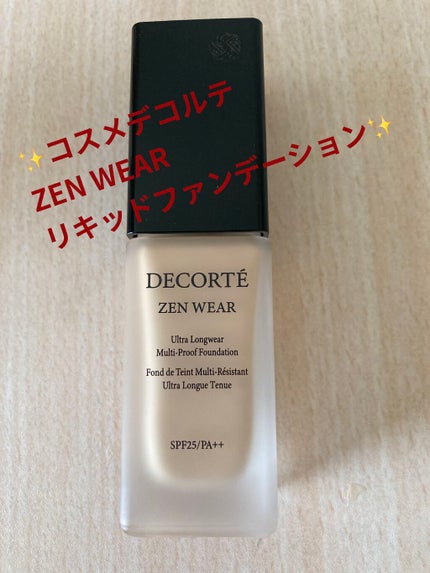 ✨コスメデコルテ
ZEN WEAR
リキッドファンデーション✨
DECORTÉ
ZEN WEAR
Ultra Longwear
Multi-Proof Foundation
Fond de Teint Multi-Résistant
Ultra Longue Tenue
SPF25/PA++